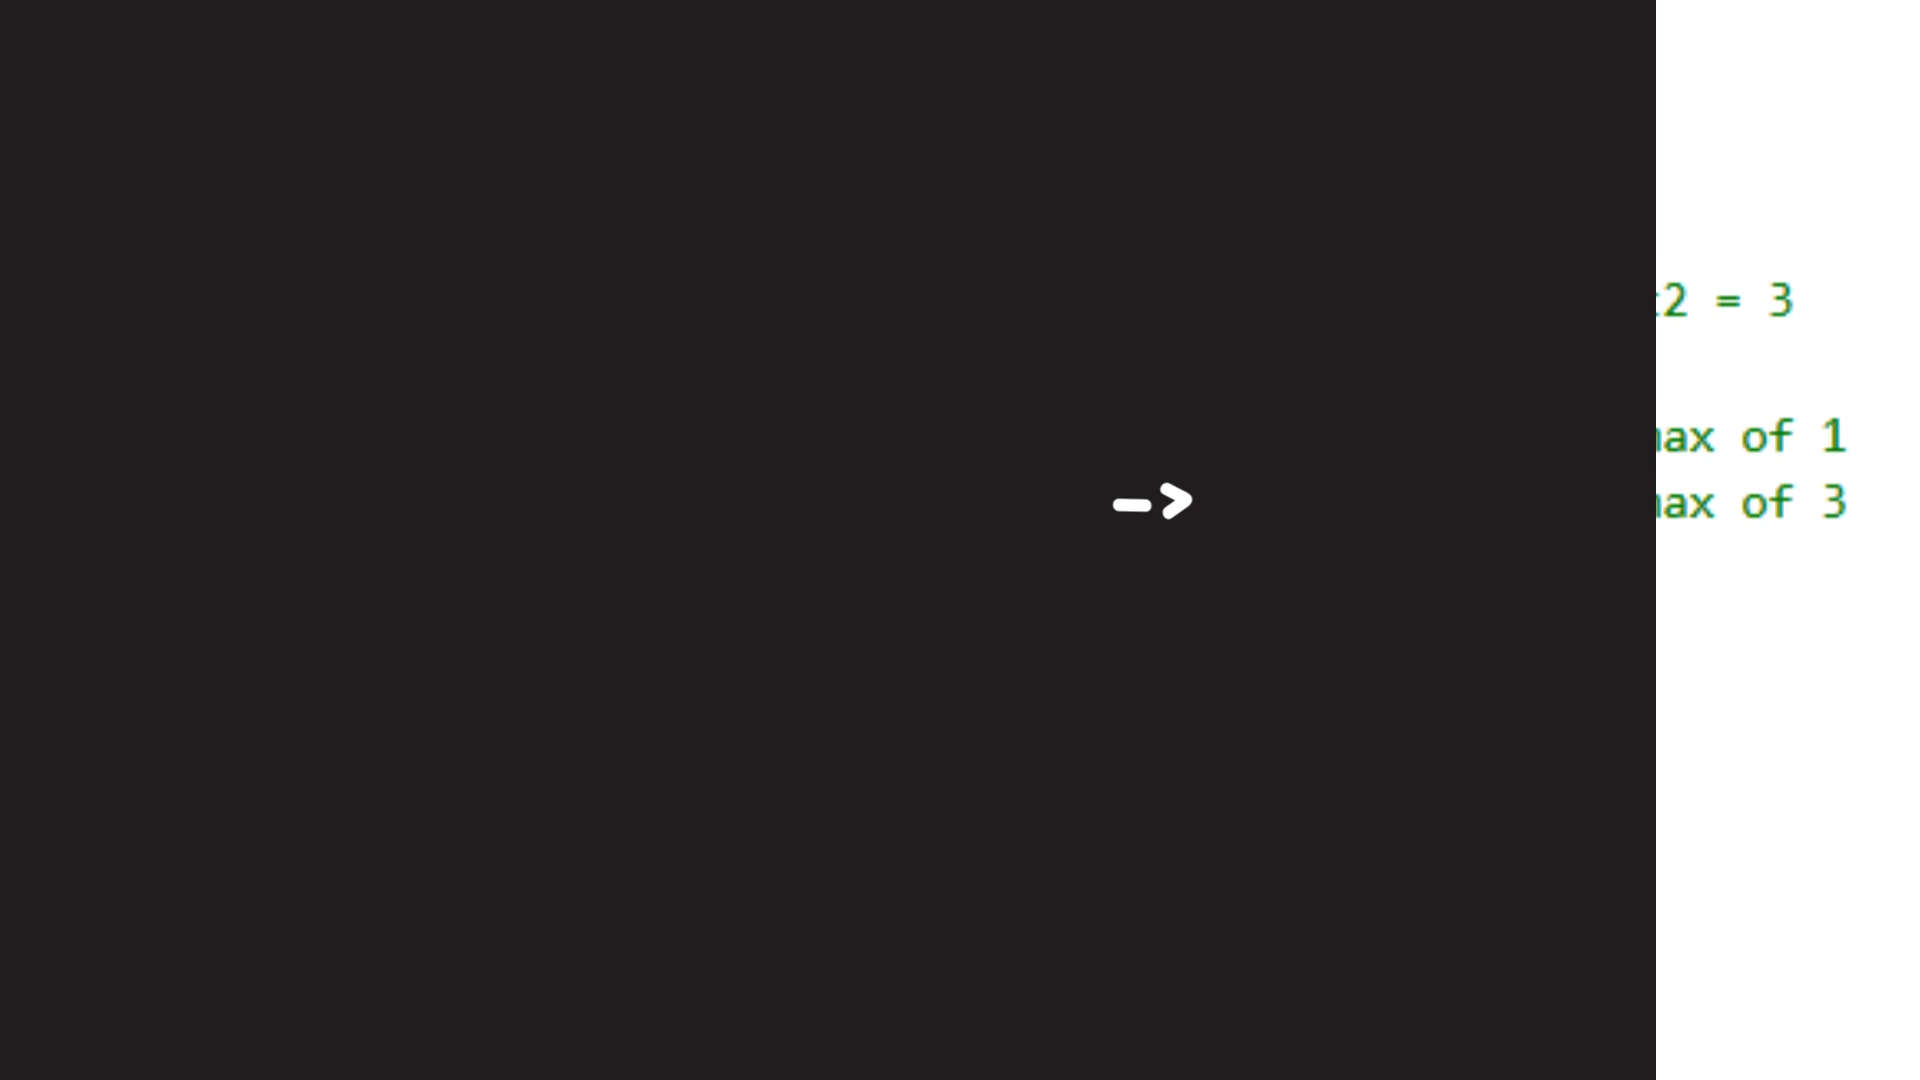 2 = 3
ax of 1
->
ax of 3